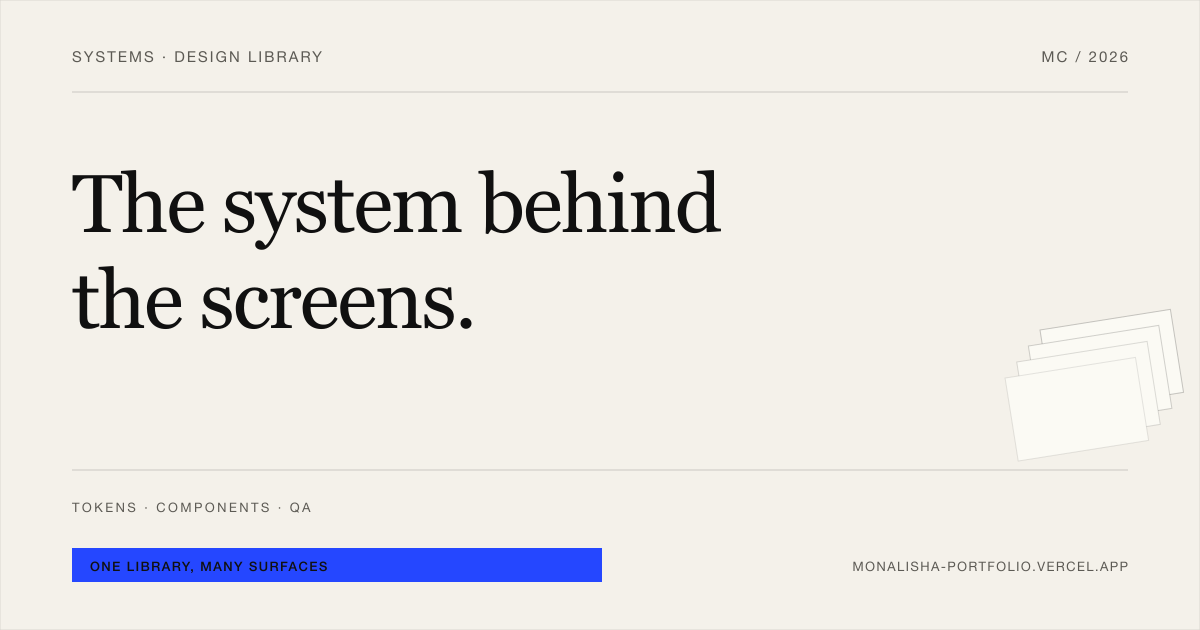 SYSTEMS · DESIGN LIBRARY
MC / 2026
The system behind
the screens.
TOKENS · COMPONENTS · QA
ONE LIBRARY, MANY SURFACES
MONALISHA-PORTFOLIO.VERCEL.APP